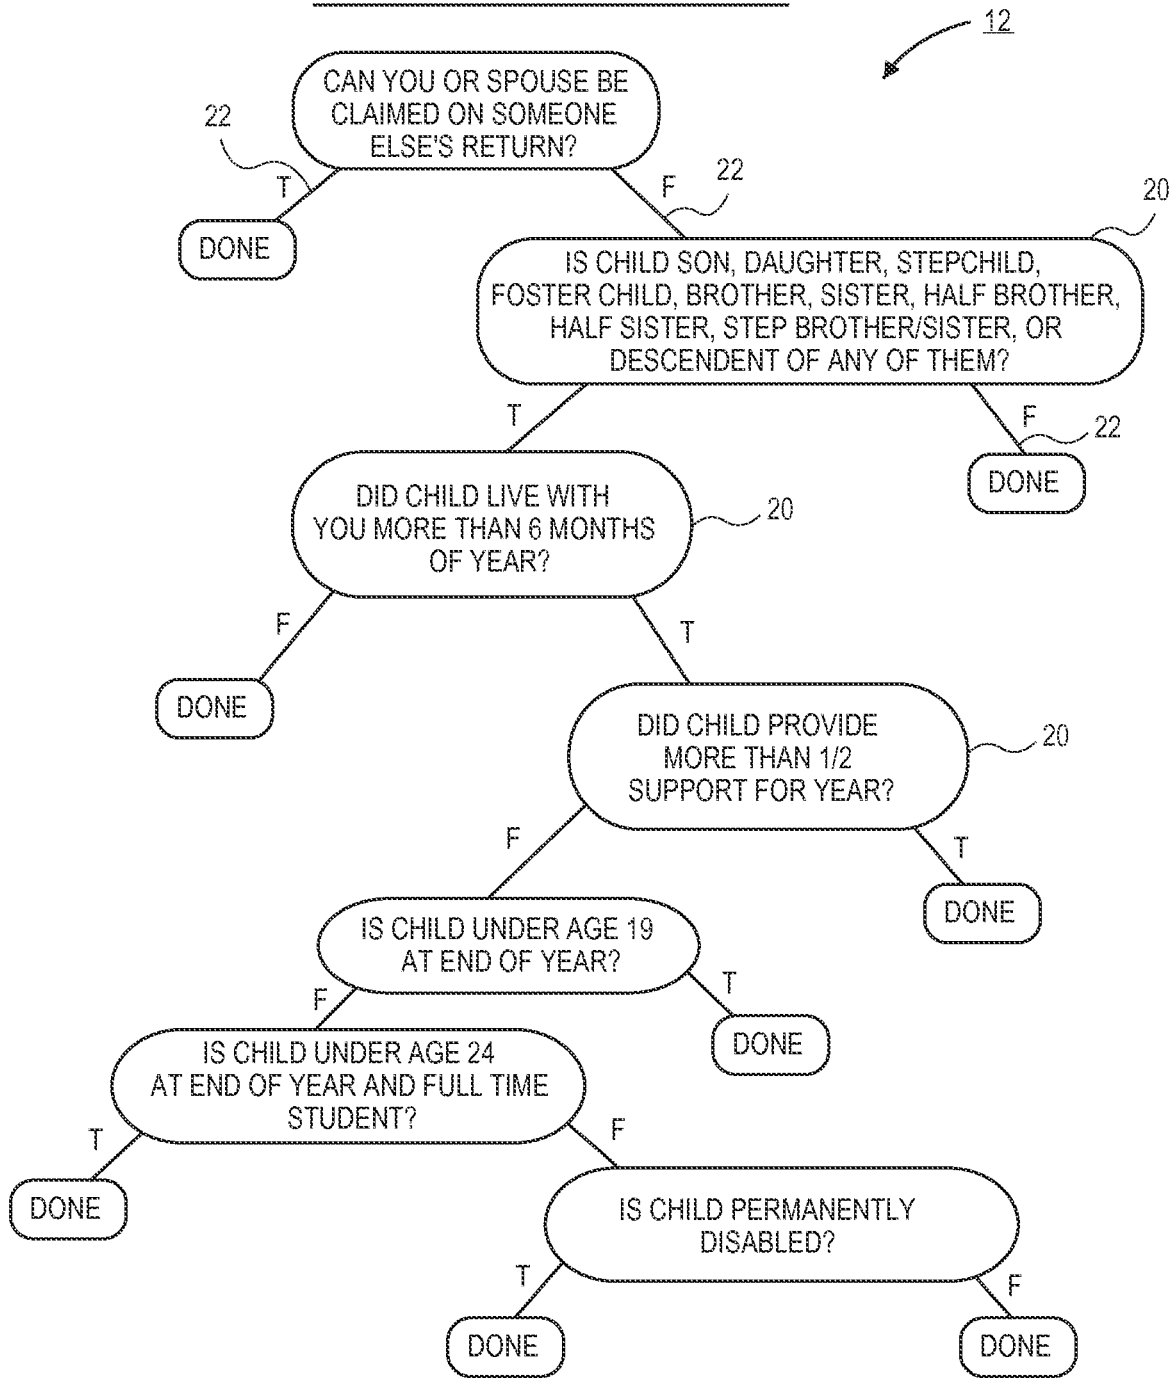 12
CAN YOU OR SPOUSE BE
CLAIMED ON SOMEONE
ELSE'S RETURN?
22
T
F
22
20
DONE
IS CHILD SON, DAUGHTER, STEPCHILD,
FOSTER CHILD, BROTHER, SISTER, HALF BROTHER,
HALF SISTER, STEP BROTHER/SISTER, OR
DESCENDENT OF ANY OF THEM?
T
F
22
DONE
DID CHILD LIVE WITH
YOU MORE THAN 6 MONTHS
OF YEAR?
20
F
T
DONE
DID CHILD PROVIDE
MORE THAN 1/2
SUPPORT FOR YEAR?
20
F
T
DONE
IS CHILD UNDER AGE 19
AT END OF YEAR?
F
T
DONE
IS CHILD UNDER AGE 24
AT END OF YEAR AND FULL TIME
STUDENT?
T
F
DONE
IS CHILD PERMANENTLY
DISABLED?
T
F
DONE
DONE